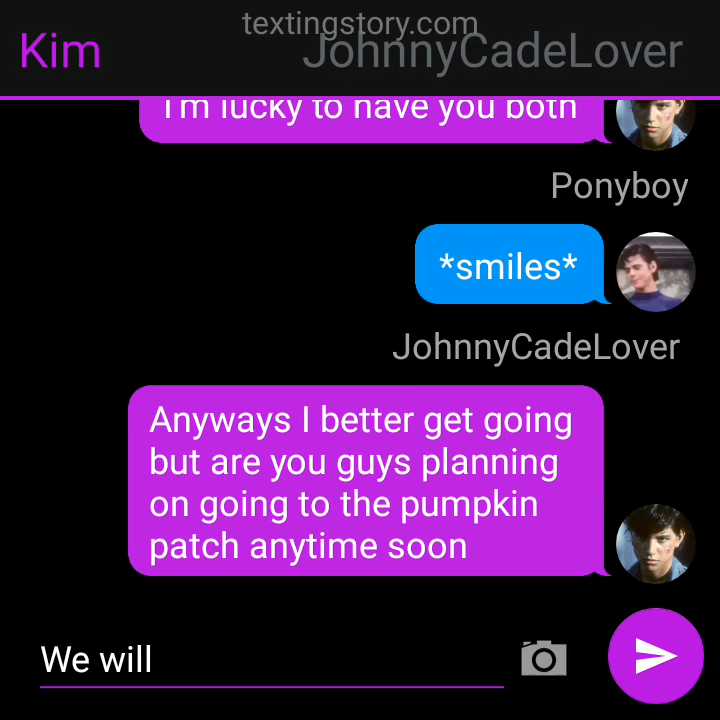 textingstory.com
Kim
JohnnyCadeLover
I'm lucky to have you both
Ponyboy
*smiles*
JohnnyCadeLover
Anyways I better get going
but are you guys planning
on going to the pumpkin
patch anytime soon
We will